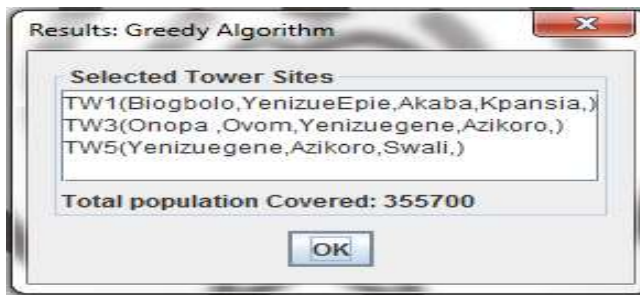 Results: Greedy Algorithm
Selected Tower Sites
TW1(Biogbolo,YenizueEpie,Akaba,Kpansia,)
TW3(Onopa ,Ovom,Yenizuegene,Azikoro,)
TW5(Yenizuegene,Azikoro,Swali,)
Total population Covered: 355700
OK